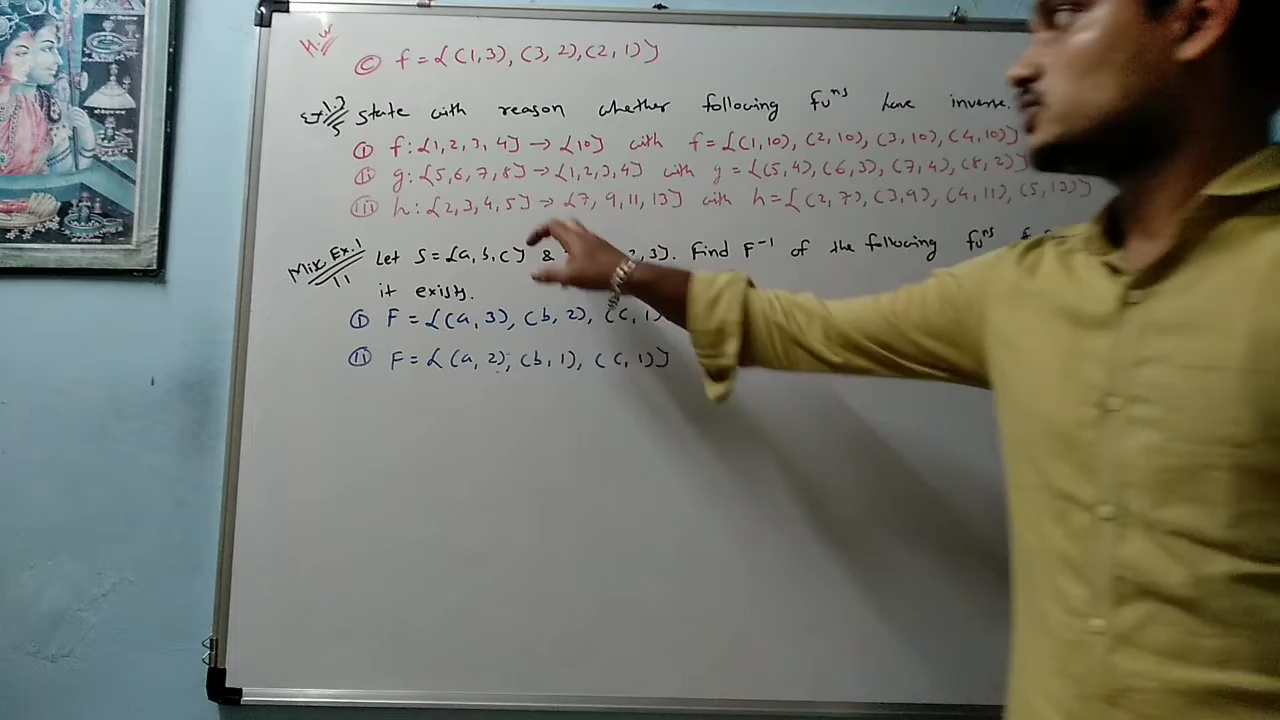 H.W
ⓒ f = {(1,3), (3, 2), (2, 1)}
Ex 1.3/5 state with reason whether following fuⁿˢ have inverse.
ⓘ f: {1, 2, 3, 4} → {10} with f = {(1, 10), (2, 10), (3, 10), (4, 10)}
ⓘⓘ g: {5, 6, 7, 8} → {1, 2, 3, 4} with g = {(5, 4), (6, 3), (7, 4), (8, 2)}
ⓘⓘⓘ h: {2, 3, 4, 5} → {7, 9, 11, 13} with h = {(2, 7), (3, 9), (4, 11), (5, 13)}
Mix. Ex. 1/11 Let S = {a, b, c} & 2, 3}. Find F⁻¹ of the following fuⁿˢ
it exists.
ⓘ F = {(a, 3), (b, 2), (c, 1)
ⓘⓘ F = {(a, 2), (b, 1), (c, 1)}